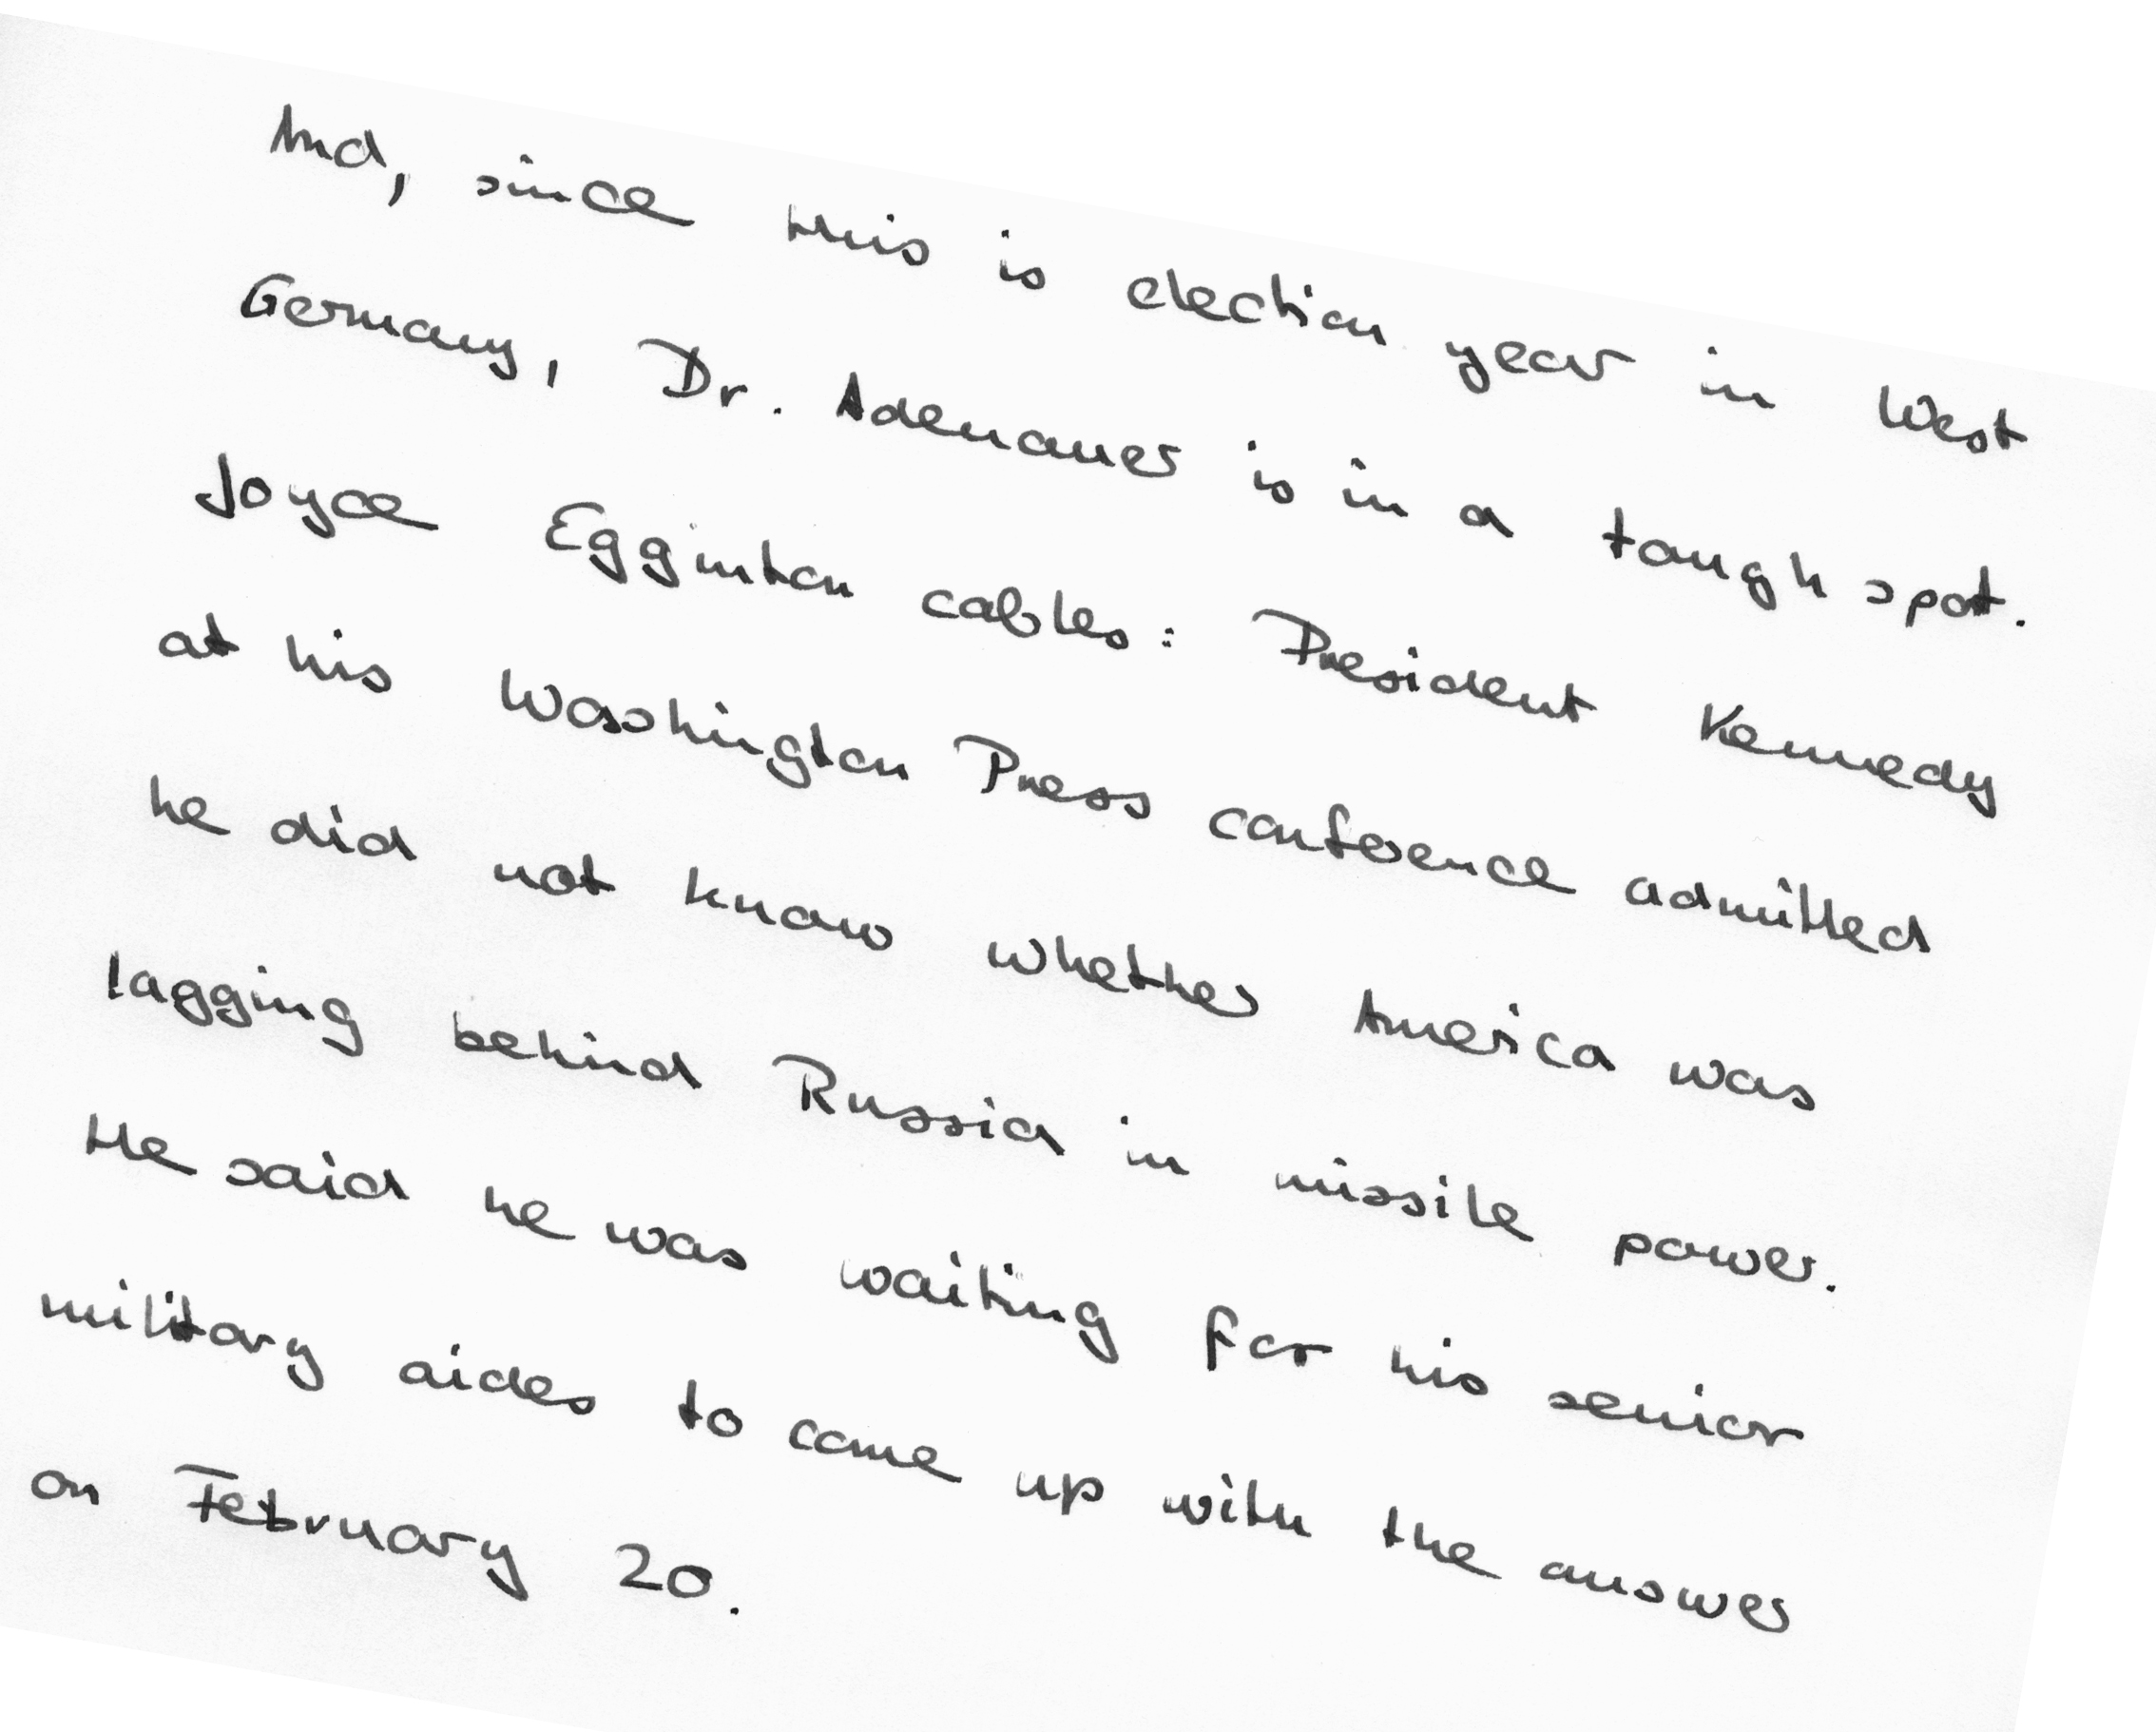 And, since this is election year in West
Germany, Dr. Adenauer is in a tough spot.
Joyce Egginton cables: President Kennedy
at his Washington Press conference admitted
he did not know whether America was
lagging behind Russia in missile power.
He said he was waiting for his senior
military aides to come up with the answer
on February 20.